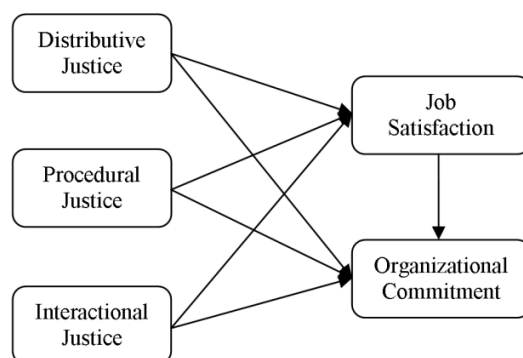 Distributive
Justice
Job
Satisfaction
Procedural
Justice
Organizational
Commitment
Interactional
Justice